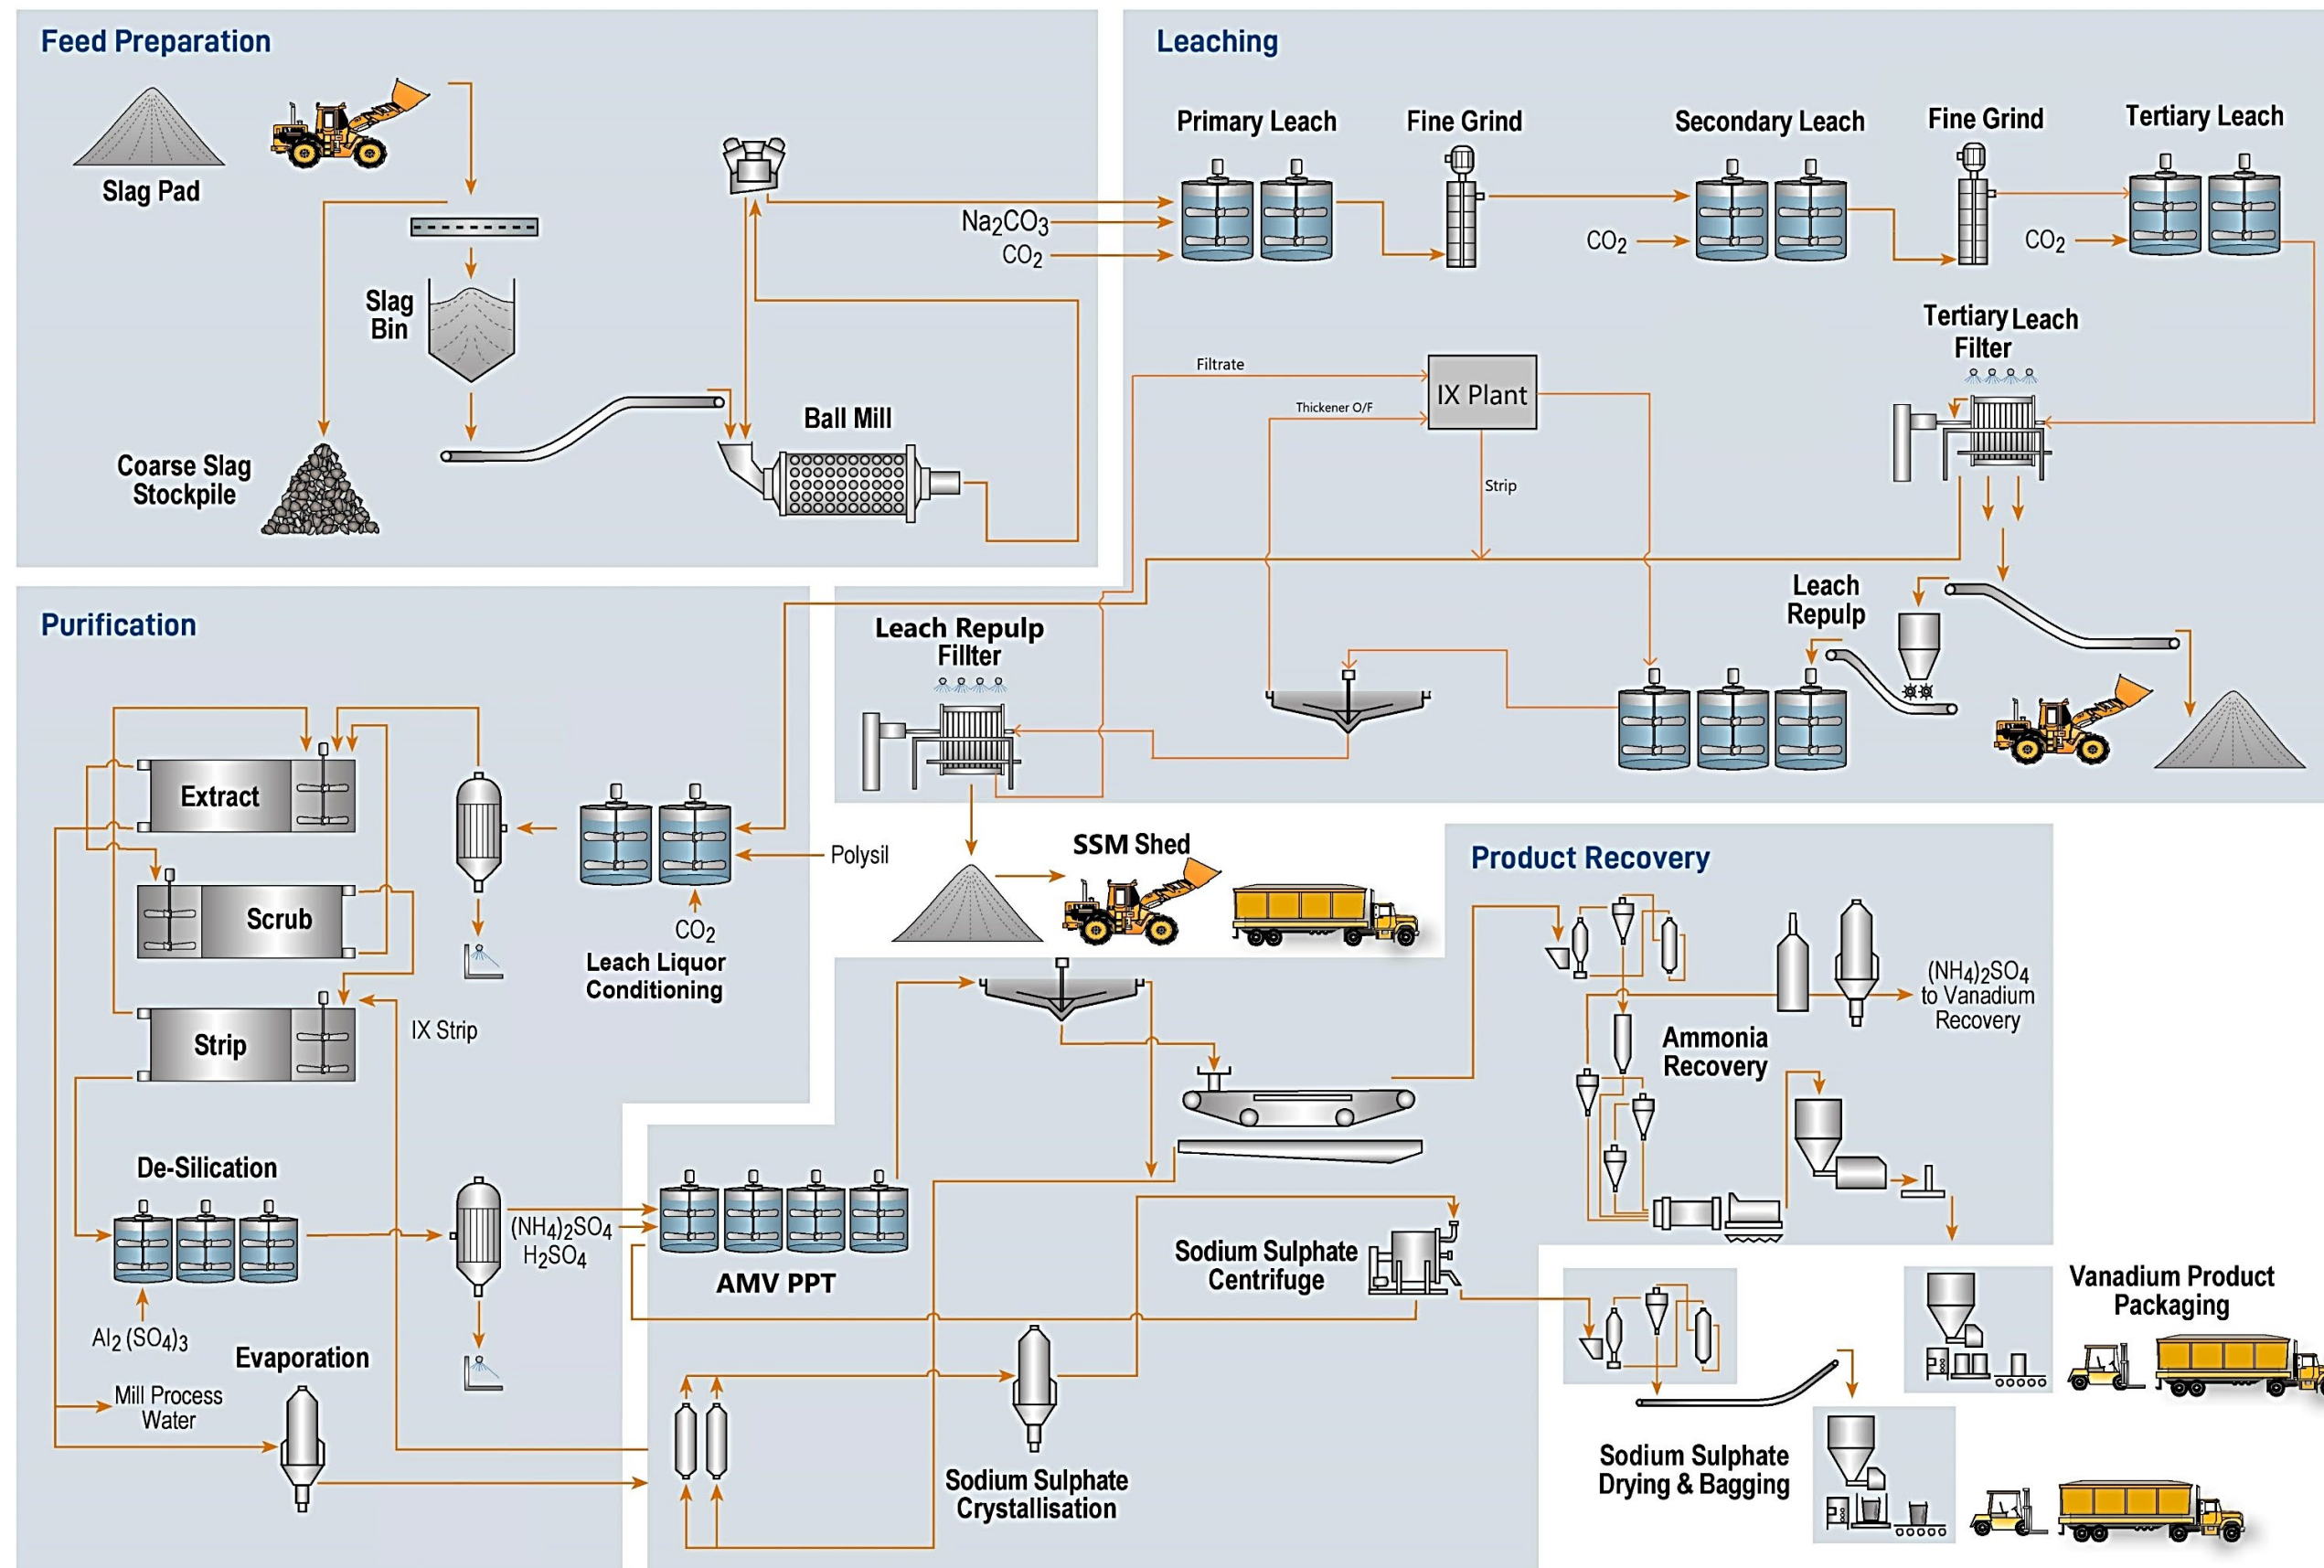 Feed Preparation
Slag Pad
Slag
Bin
Coarse Slag
Stockpile
Ball Mill
Leaching
Primary Leach
Fine Grind
Secondary Leach
Fine Grind
Tertiary Leach
Na2CO3
CO2
CO2
CO2
Tertiary Leach
Filter
Filtrate
IX Plant
Thickener O/F
Strip
Leach
Repulp
Leach Repulp
Fillter
Purification
Extract
Scrub
Strip
IX Strip
Polysil
CO2
Leach Liquor
Conditioning
SSM Shed
De-Silication
Al2 (SO4)3
(NH4)2SO4
H2SO4
Evaporation
Mill Process
Water
AMV PPT
Product Recovery
(NH4)2SO4
to Vanadium
Recovery
Ammonia
Recovery
Sodium Sulphate
Centrifuge
Sodium Sulphate
Crystallisation
Vanadium Product
Packaging
Sodium Sulphate
Drying & Bagging